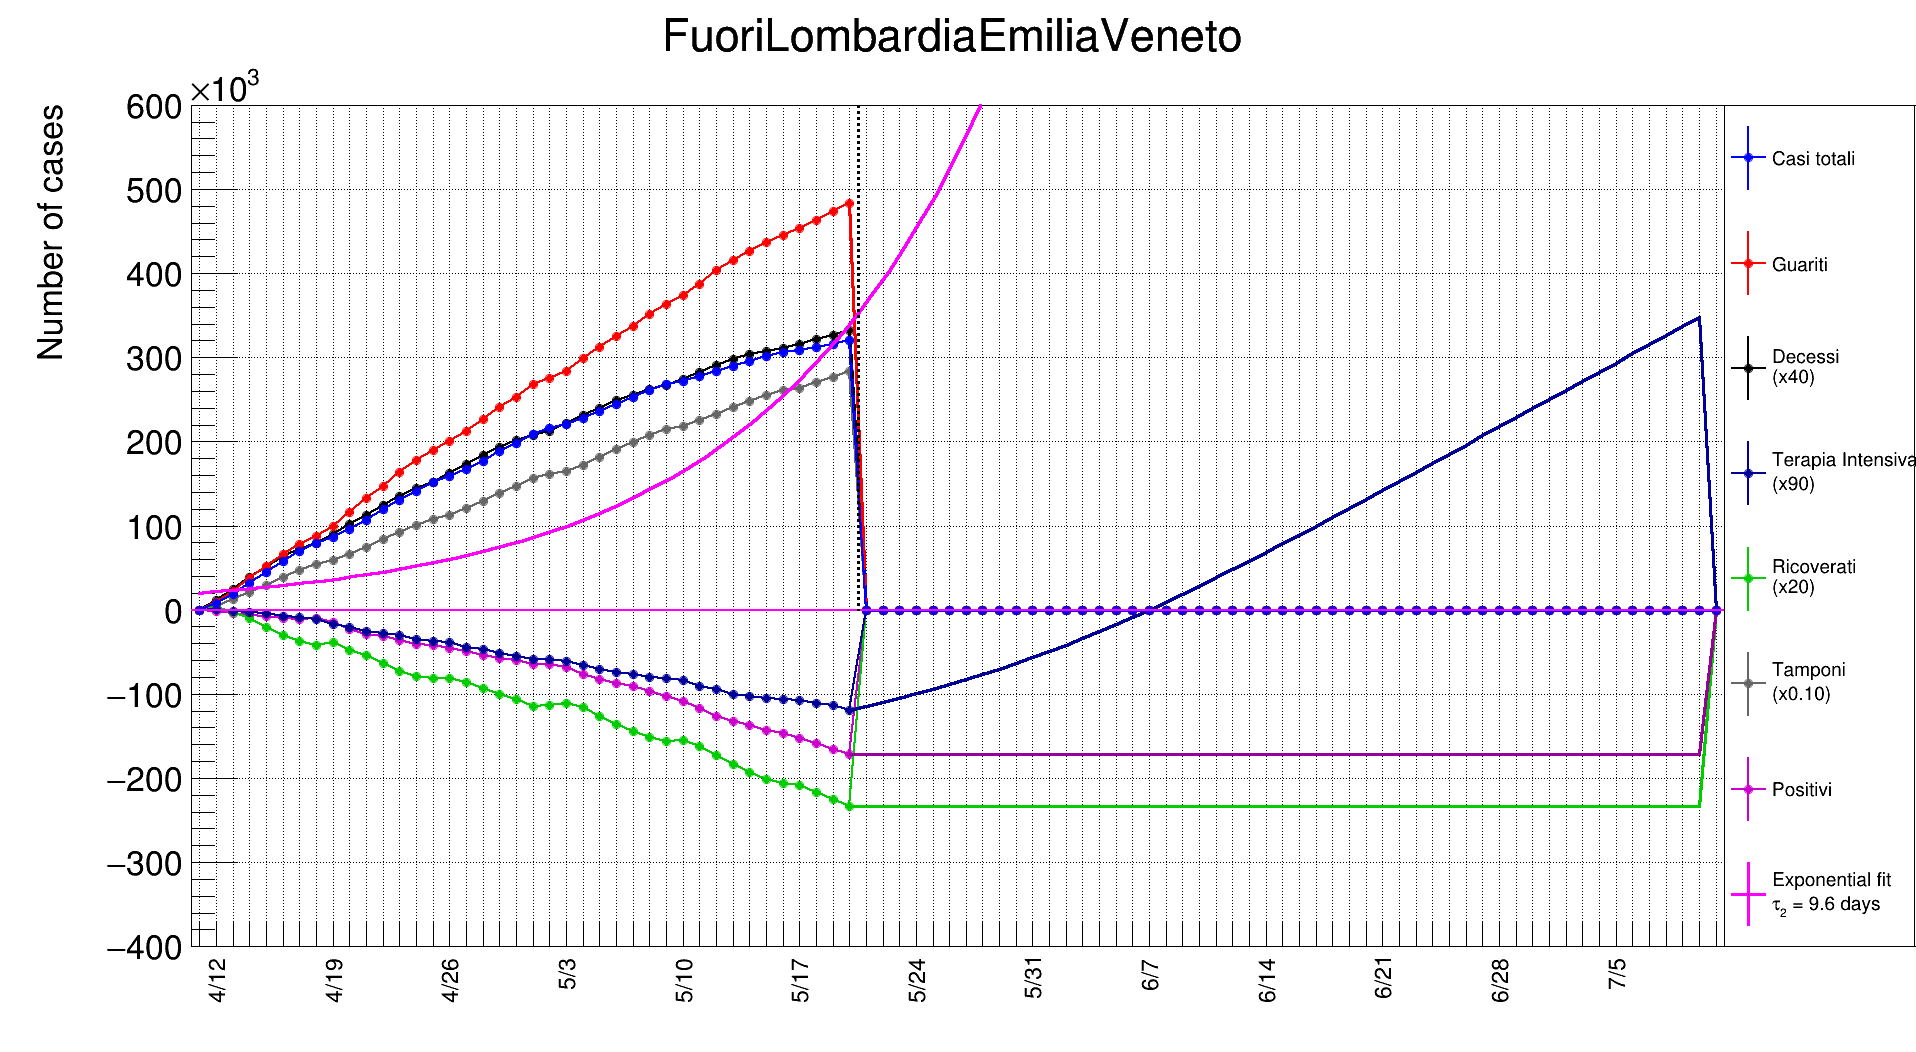 FuoriLombardiaEmiliaVeneto
×10³
Number of cases
600
500
400
300
200
100
0
−100
−200
−300
−400
4/12
4/19
4/26
5/3
5/10
5/17
5/24
5/31
6/7
6/14
6/21
6/28
7/5
Casi totali
Guariti
Decessi
(x40)
Terapia Intensiva
(x90)
Ricoverati
(x20)
Tamponi
(x0.10)
Positivi
Exponential fit
τ₂ = 9.6 days